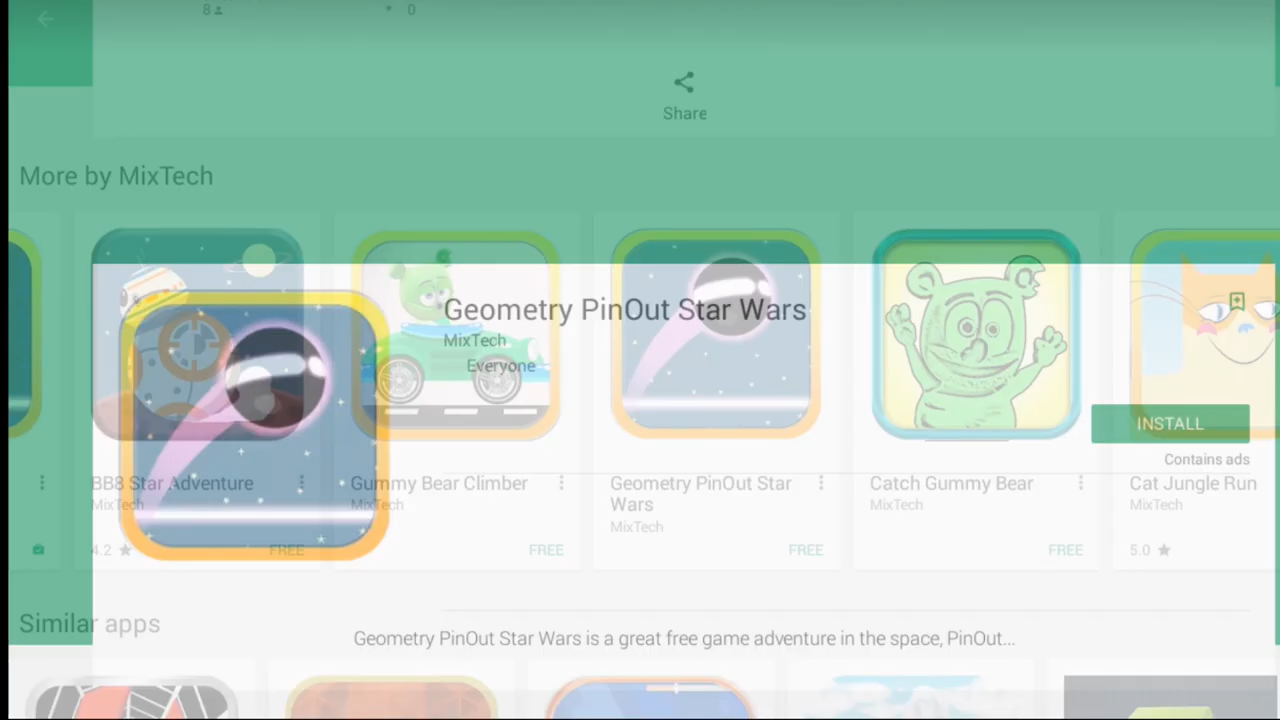 8 0
Share
More by MixTech
Geometry PinOut Star Wars
MixTech
Everyone
INSTALL
Contains ads
BB8 Star Adventure
MixTech
4.2
FREE
Gummy Bear Climber
MixTech
FREE
Geometry PinOut Star
Wars
MixTech
FREE
Catch Gummy Bear
MixTech
FREE
Cat Jungle Run
MixTech
5.0
Similar apps
Geometry PinOut Star Wars is a great free game adventure in the space, PinOut...